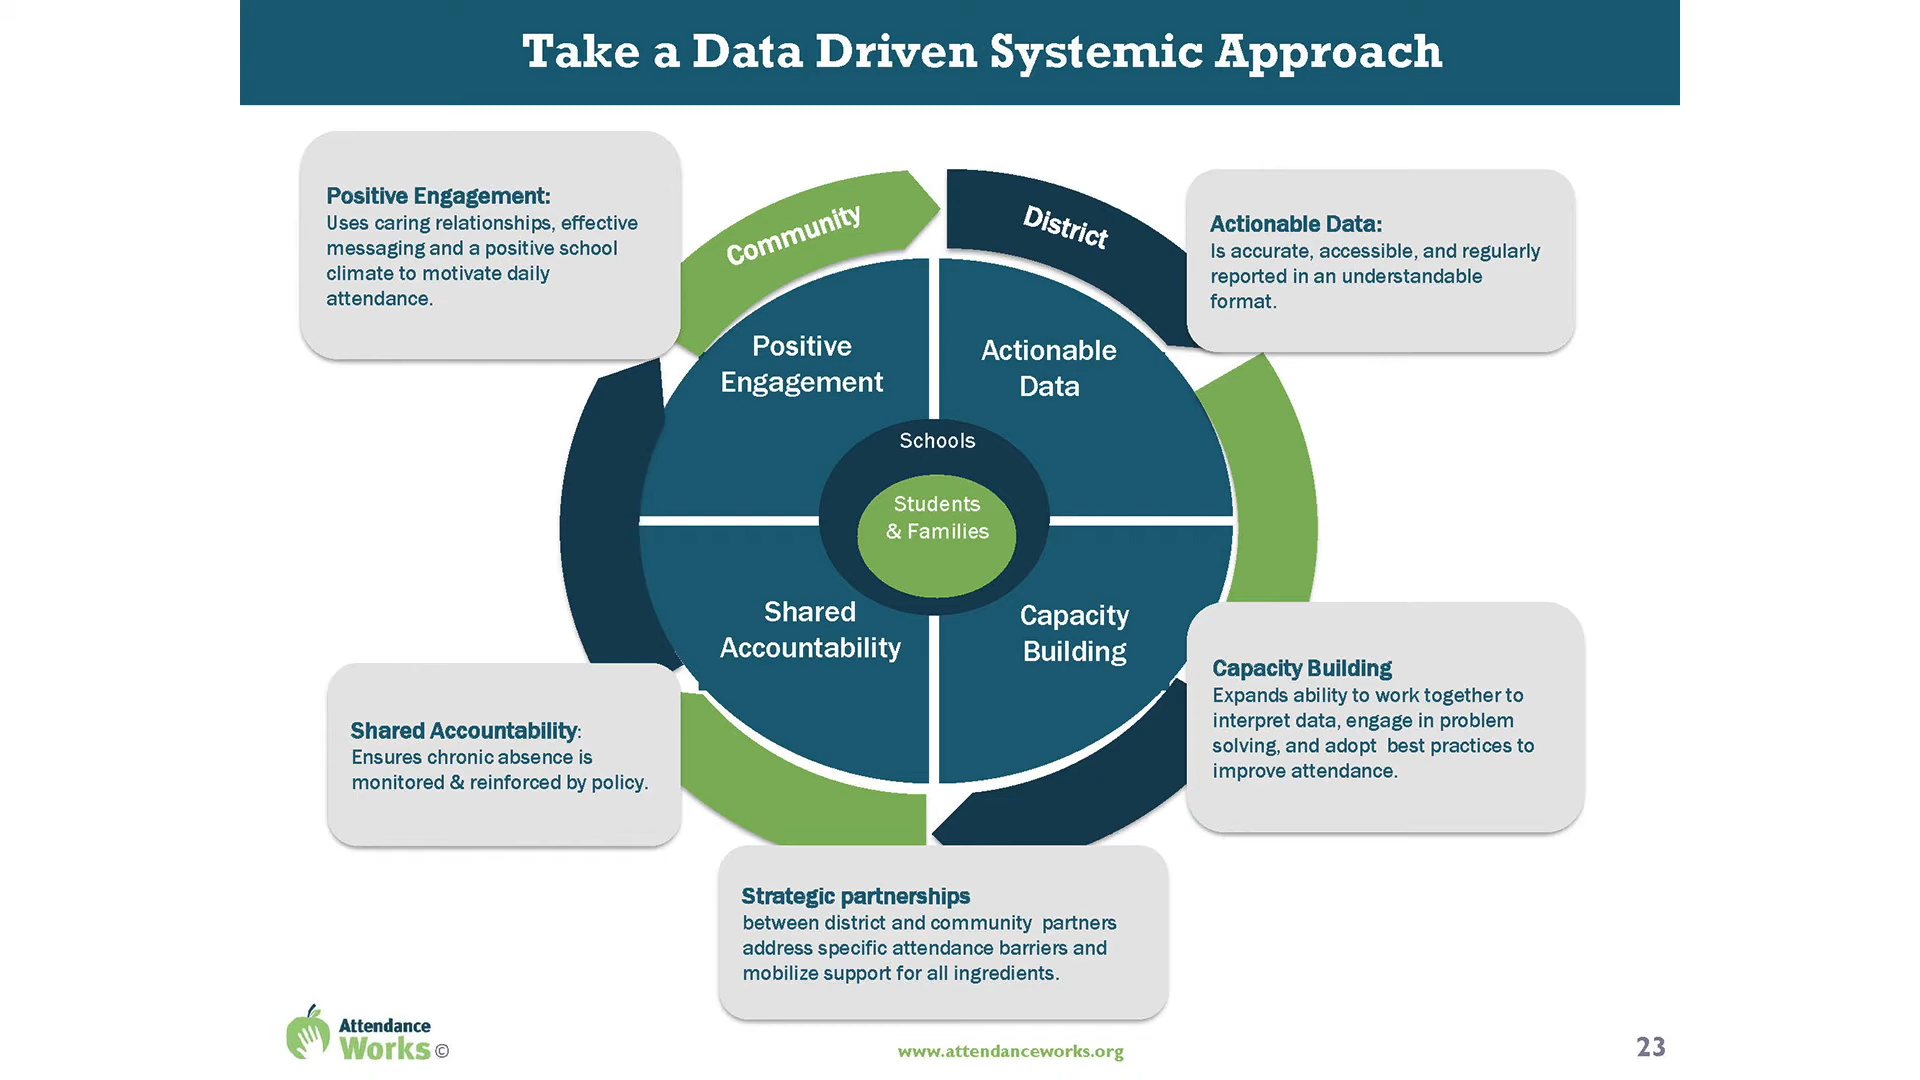 Take a Data Driven Systemic Approach
Positive Engagement:
Uses caring relationships, effective
messaging and a positive school
climate to motivate daily
attendance.
Community
District
Actionable Data:
Is accurate, accessible, and regularly
reported in an understandable
format.
Positive
Engagement
Actionable
Data
Schools
Students
& Families
Shared
Accountability
Capacity
Building
Shared Accountability:
Ensures chronic absence is
monitored & reinforced by policy.
Capacity Building
Expands ability to work together to
interpret data, engage in problem
solving, and adopt  best practices to
improve attendance.
Strategic partnerships
between district and community  partners
address specific attendance barriers and
mobilize support for all ingredients.
Attendance
Works ©
www.attendanceworks.org
23